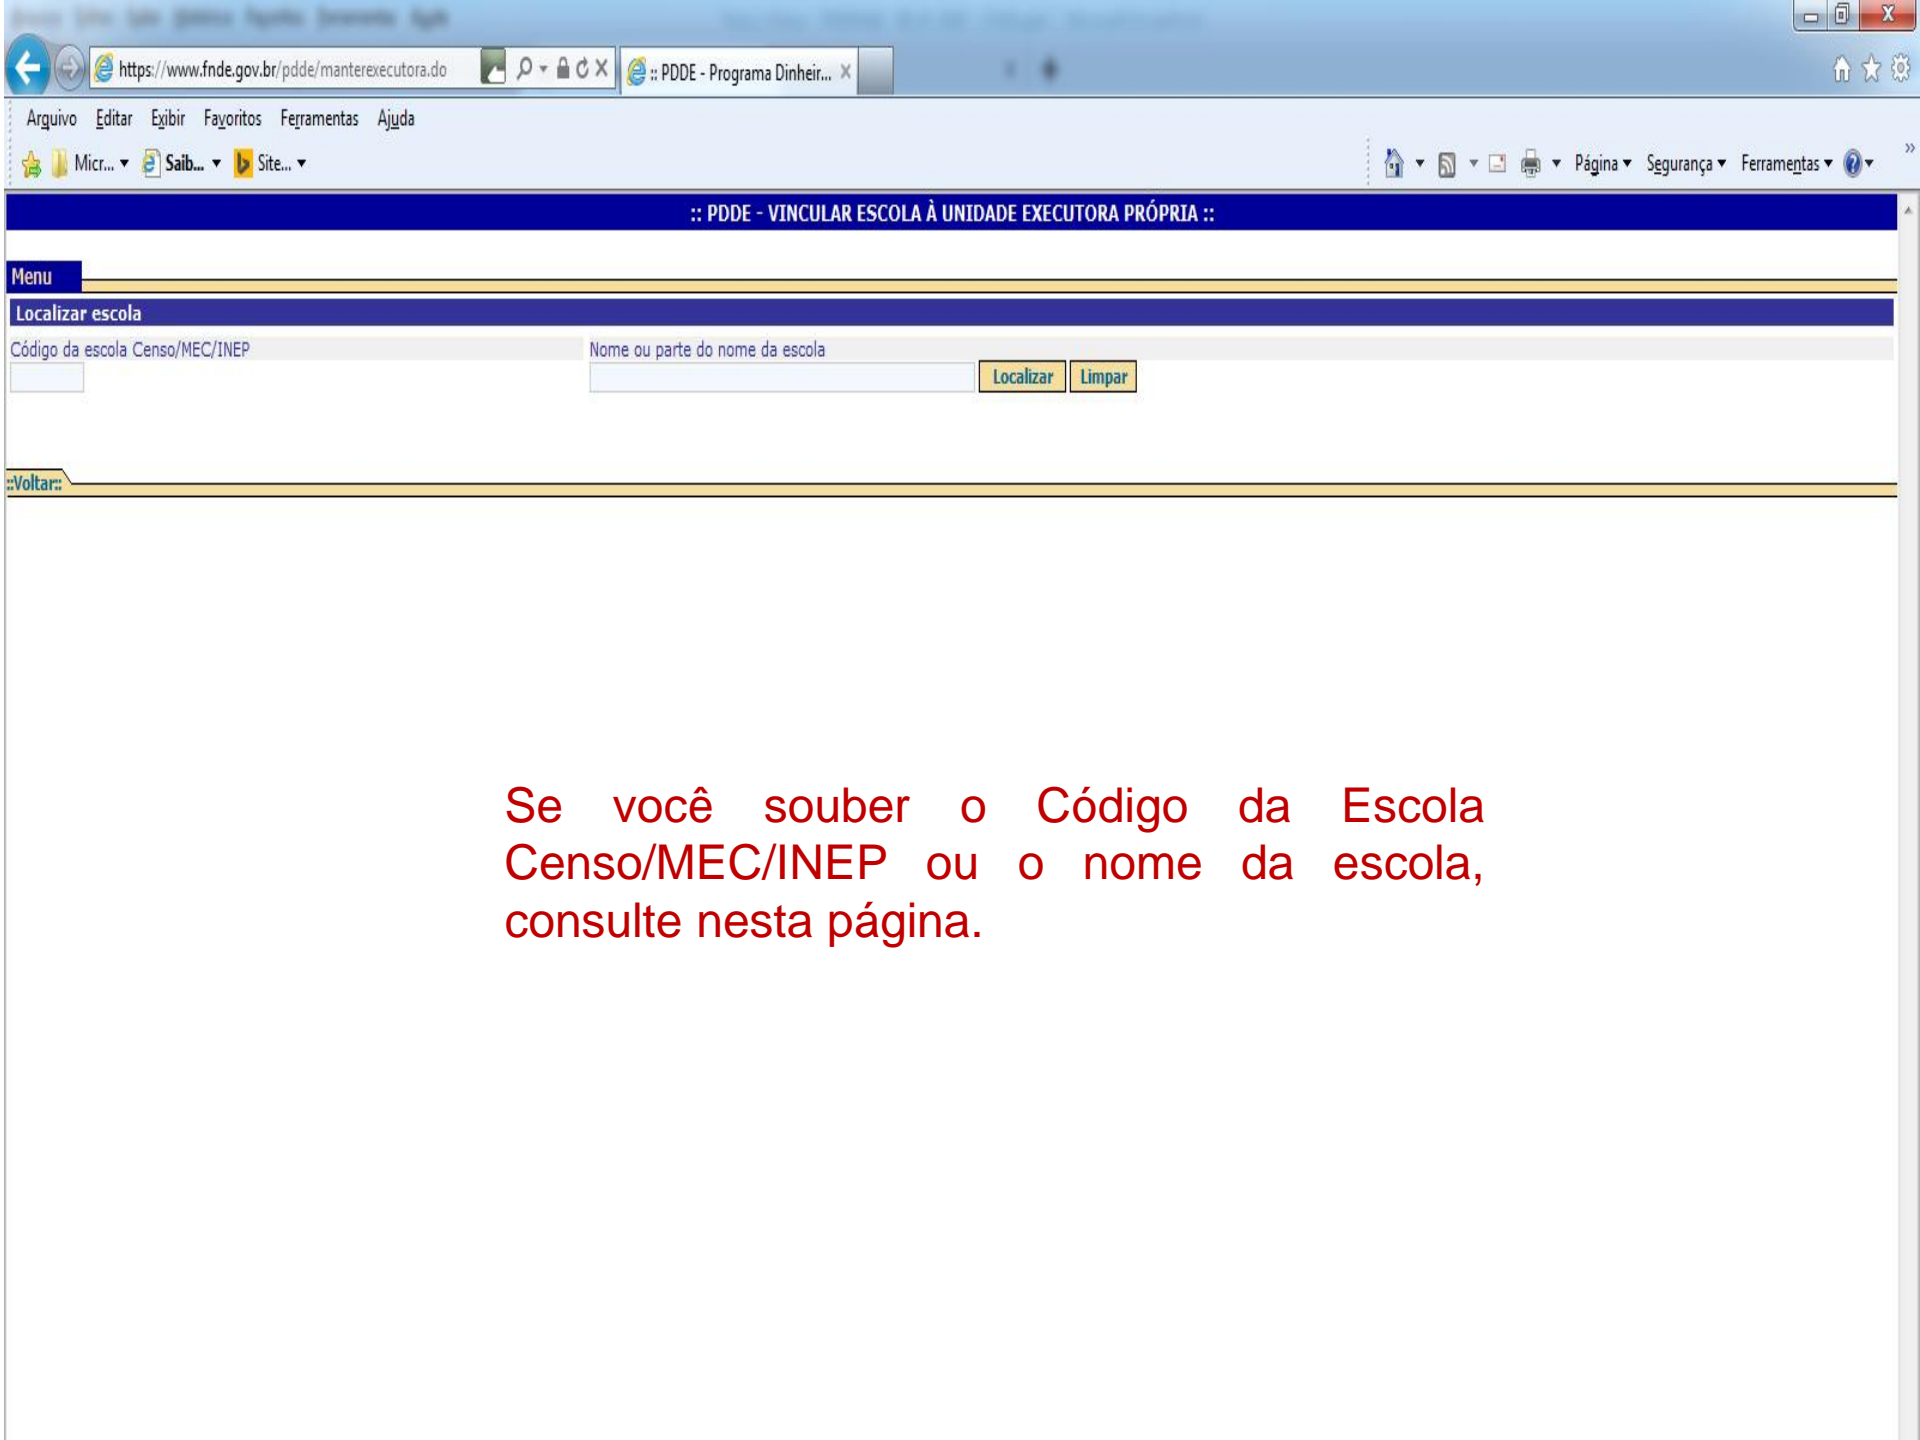 https://www.fnde.gov.br/pdde/manterexecutora.do
:: PDDE - Programa Dinheir...
Arquivo Editar Exibir Favoritos Ferramentas Ajuda
Micr... Saib... Site...
Página Segurança Ferramentas
:: PDDE - VINCULAR ESCOLA À UNIDADE EXECUTORA PRÓPRIA ::
Menu
Localizar escola
Código da escola Censo/MEC/INEP Nome ou parte do nome da escola
Localizar Limpar
::Voltar::
Se você souber o Código da Escola
Censo/MEC/INEP ou o nome da escola,
consulte nesta página.